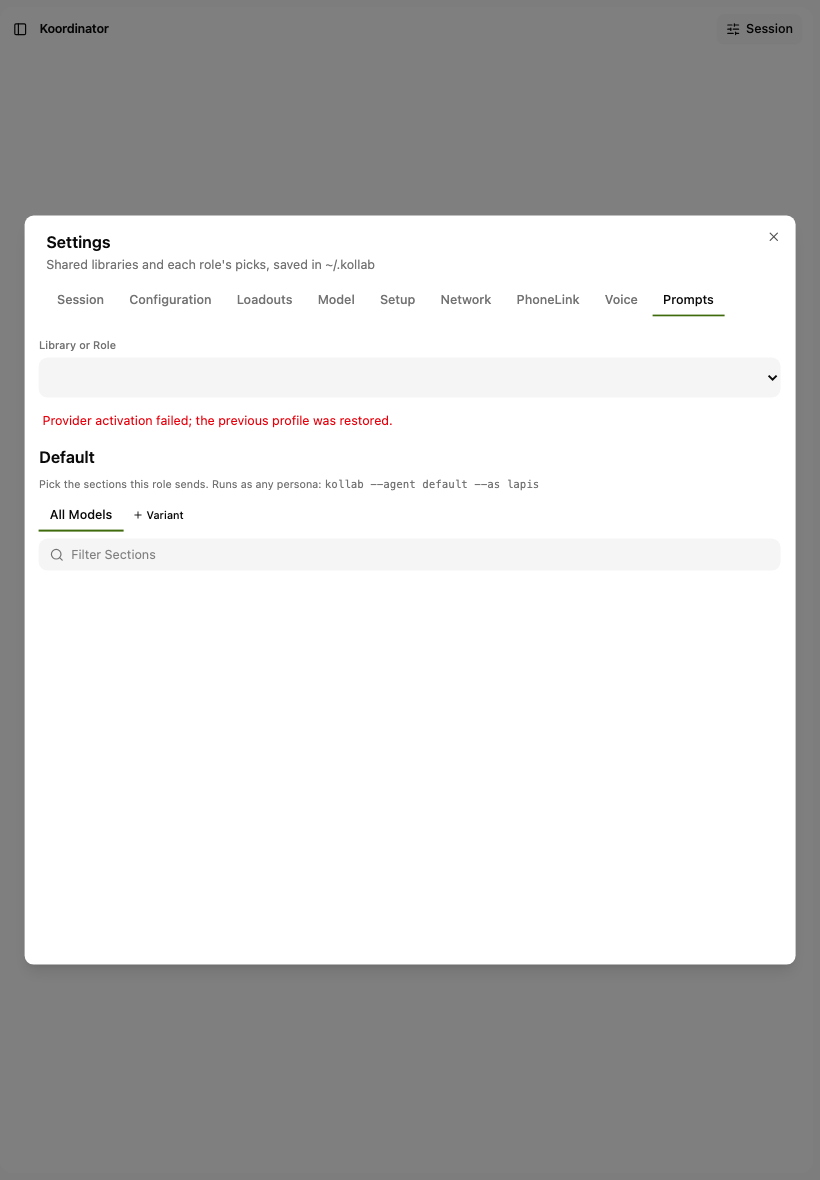 Koordinator
Session
Settings
Shared libraries and each role's picks, saved in ~/.kollab
Session Configuration Loadouts Model Setup Network PhoneLink Voice Prompts
Library or Role
Provider activation failed; the previous profile was restored.
Default
Pick the sections this role sends. Runs as any persona: kollab --agent default --as lapis
All Models + Variant
Filter Sections